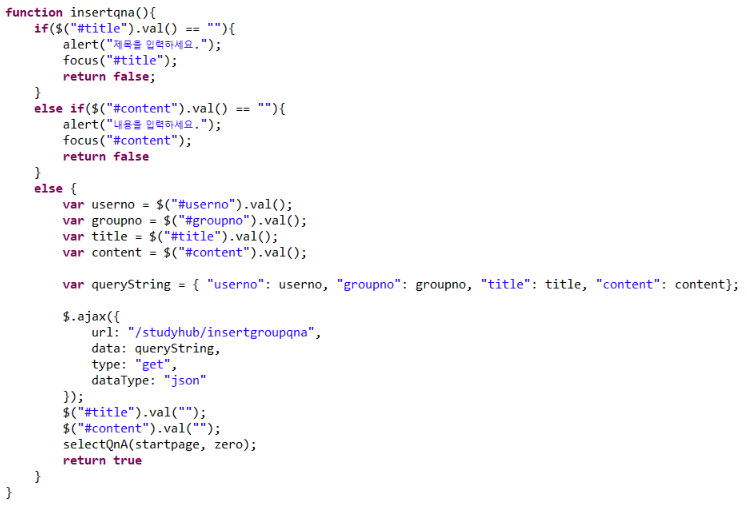 function insertqna(){
if($("#title").val() == ""){
alert("제목을 입력하세요.");
focus("#title");
return false;
}
else if($("#content").val() == ""){
alert("내용을 입력하세요.");
focus("#content");
return false
}
else {
var userno = $("#userno").val();
var groupno = $("#groupno").val();
var title = $("#title").val();
var content = $("#content").val();
var queryString = { "userno": userno, "groupno": groupno, "title": title, "content": content};
$.ajax({
url: "/studyhub/insertgroupqna",
data: queryString,
type: "get",
dataType: "json"
});
$("#title").val("");
$("#content").val("");
selectQnA(startpage, zero);
return true
}
}